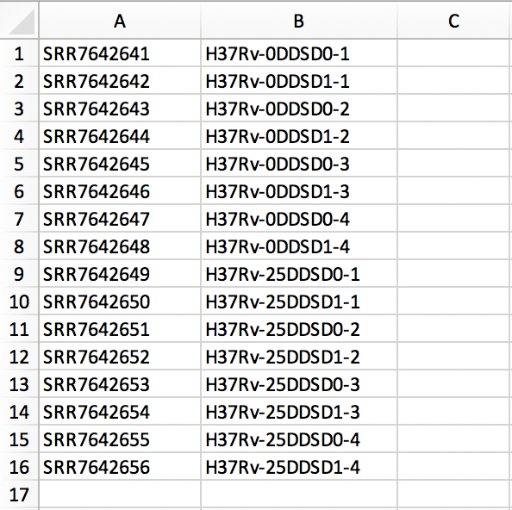 A B C
1 SRR7642641 H37Rv-0DDSD0-1
2 SRR7642642 H37Rv-0DDSD1-1
3 SRR7642643 H37Rv-0DDSD0-2
4 SRR7642644 H37Rv-0DDSD1-2
5 SRR7642645 H37Rv-0DDSD0-3
6 SRR7642646 H37Rv-0DDSD1-3
7 SRR7642647 H37Rv-0DDSD0-4
8 SRR7642648 H37Rv-0DDSD1-4
9 SRR7642649 H37Rv-25DDSD0-1
10 SRR7642650 H37Rv-25DDSD1-1
11 SRR7642651 H37Rv-25DDSD0-2
12 SRR7642652 H37Rv-25DDSD1-2
13 SRR7642653 H37Rv-25DDSD0-3
14 SRR7642654 H37Rv-25DDSD1-3
15 SRR7642655 H37Rv-25DDSD0-4
16 SRR7642656 H37Rv-25DDSD1-4
17